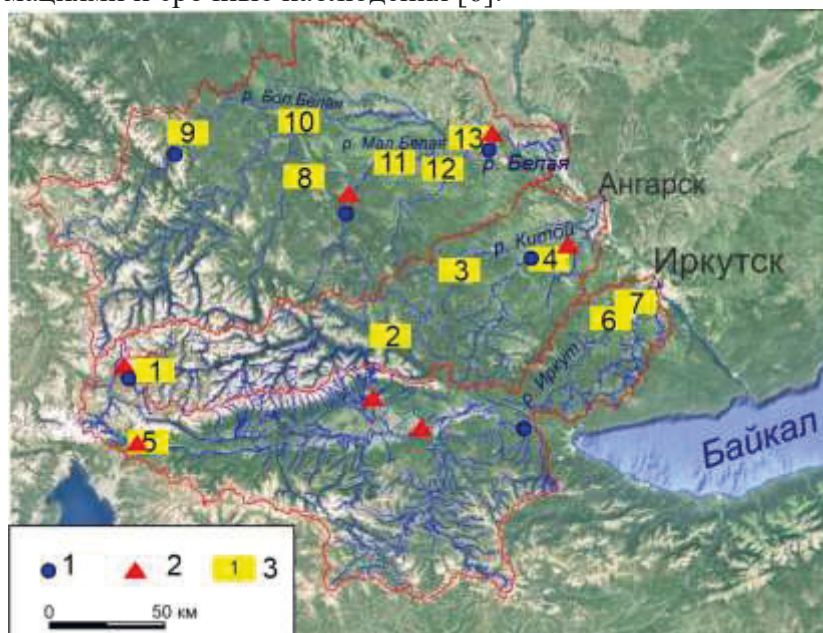 р. Бол.Белая
10
9
13
р. Мал.Белая
11
12
р. Белая
8
Ангарск
р. Китой
4
3
Иркутск
7
6
2
р. Иркут
1
5
Байкал
1 2 1 3
0 50 км